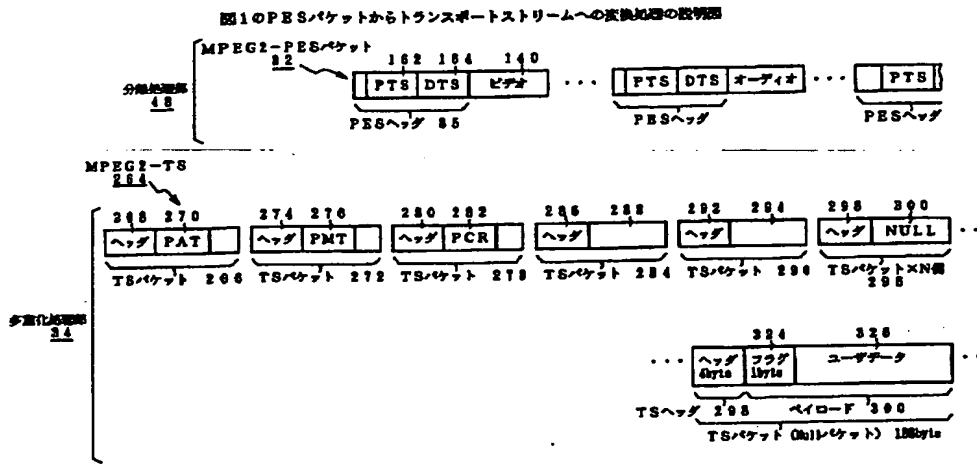 図1のPESパケットからトランスポートストリームへの変換処理の説明図
MPEG2-PESパケット
32
162 164 140
分離処理部
48
PTS DTS ビデオ ・・・ PTS DTS オーディオ ・・・ PTS
PESヘッダ 85 PESヘッダ PESヘッダ
MPEG2-TS
264
268 270 274 276 280 282 286 288 292 294 298 300
ヘッダ PAT ヘッダ PMT ヘッダ PCR ヘッダ ヘッダ ヘッダ NULL ・・
TSパケット 266 TSパケット 272 TSパケット 278 TSパケット 284 TSパケット 290 TSパケット×N個
296
多重化処理部
34
324 326
・・・ ヘッダ フラグ ユーザデータ ・・
4byte 1byte
TSヘッダ 298 ペイロード 300
TSパケット (Nullパケット) 188byte